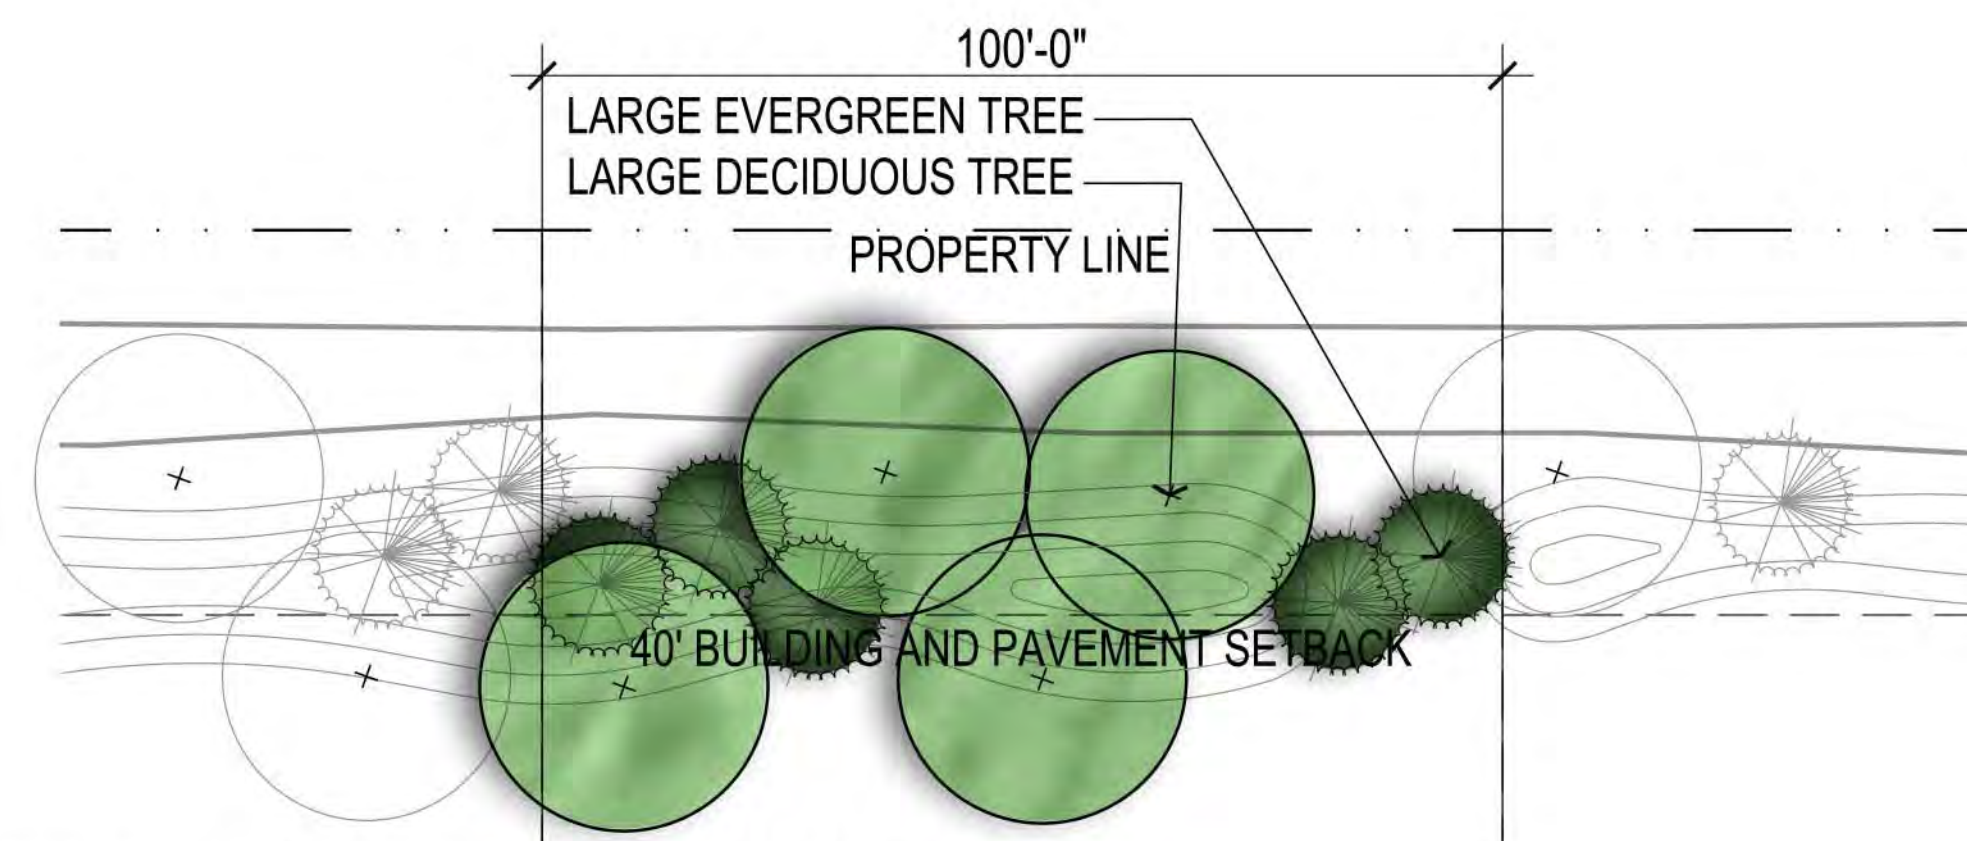 100'-0"
LARGE EVERGREEN TREE
LARGE DECIDUOUS TREE
PROPERTY LINE
40' BUILDING AND PAVEMENT SETBACK